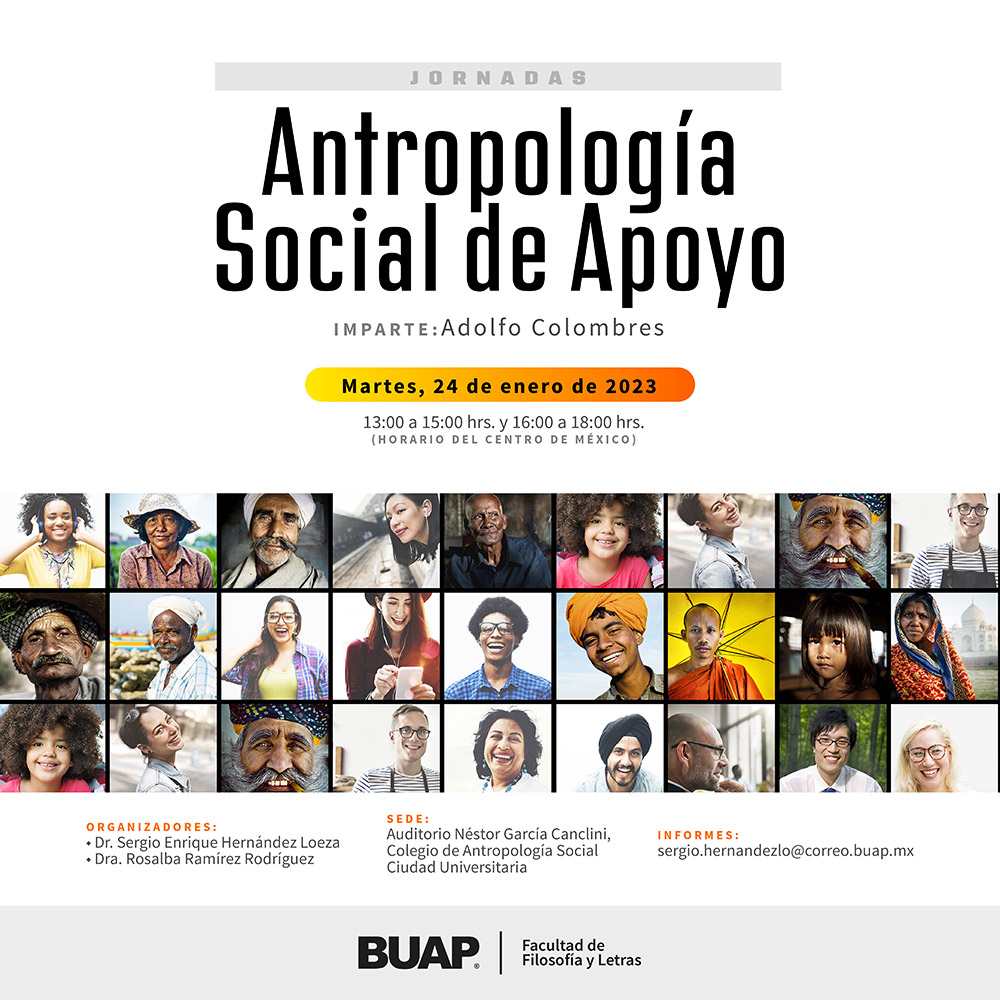 JORNADAS
Antropología
Social de Apoyo
IMPARTE: Adolfo Colombres
Martes, 24 de enero de 2023
13:00 a 15:00 hrs. y 16:00 a 18:00 hrs.
(HORARIO DEL CENTRO DE MÉXICO)
ORGANIZADORES:
• Dr. Sergio Enrique Hernández Loeza
• Dra. Rosalba Ramírez Rodríguez
SEDE:
Auditorio Néstor García Canclini,
Colegio de Antropología Social
Ciudad Universitaria
INFORMES:
sergio.hernandezlo@correo.buap.mx
BUAP®
Facultad de
Filosofía y Letras